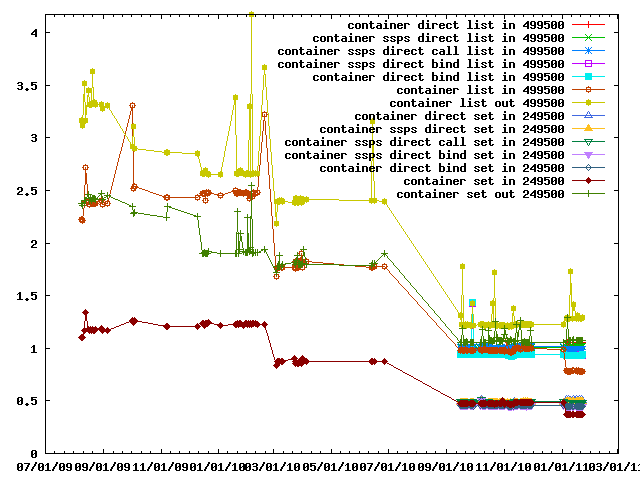 4
3.5
3
2.5
2
1.5
1
0.5
0
container direct list in 499500
container ssps direct list in 499500
container ssps direct call list in 499500
container ssps direct bind list in 499500
container direct bind list in 499500
container list in 499500
container list out 499500
container direct set in 249500
container ssps direct set in 249500
container ssps direct call set in 249500
container ssps direct bind set in 249500
container direct bind set in 249500
container set in 249500
container set out 249500
07/01/09 09/01/09 11/01/09 01/01/10 03/01/10 05/01/10 07/01/10 09/01/10 11/01/10 01/01/11 03/01/11